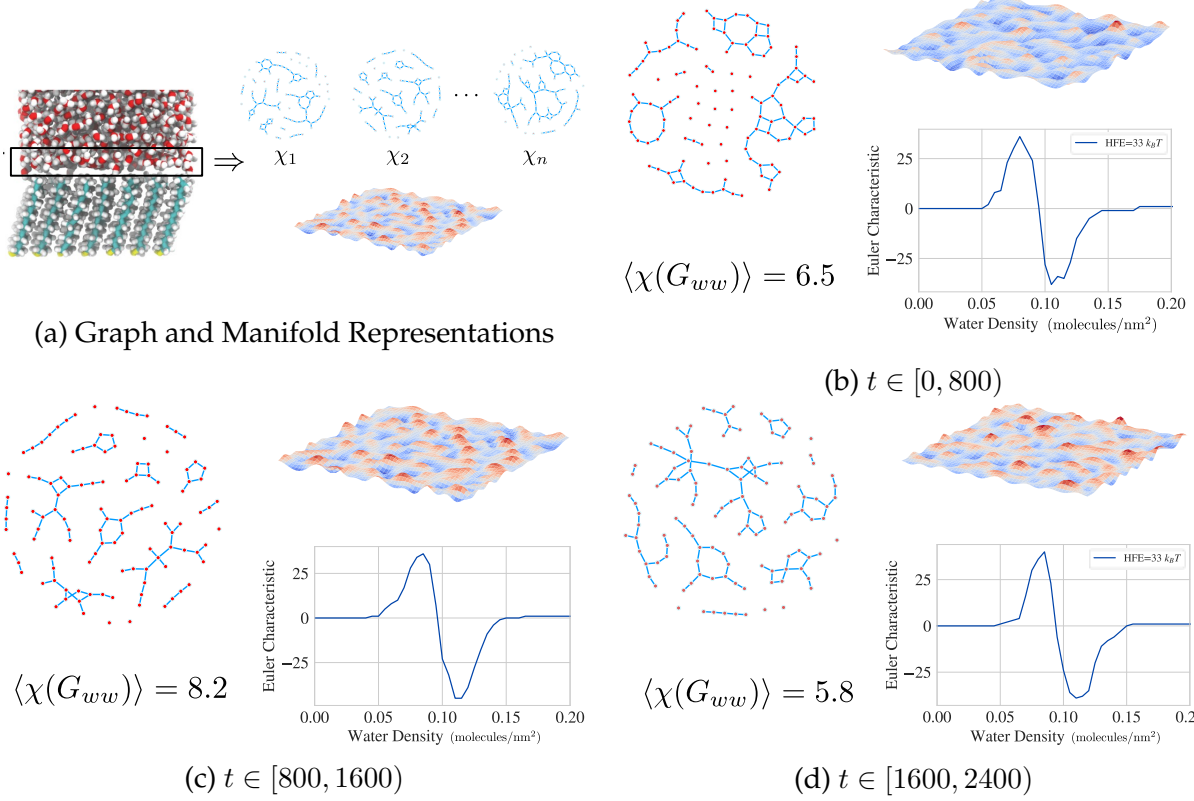 ⇒
χ₁
χ₂
· · ·
χₙ
(a) Graph and Manifold Representations
⟨χ(G_ww)⟩ = 6.5
Euler Characteristic
25
0
−25
HFE=33 k_BT
0.00 0.05 0.10 0.15 0.20
Water Density (molecules/nm²)
(b) t ∈ [0, 800)
⟨χ(G_ww)⟩ = 8.2
Euler Characteristic
25
0
−25
0.00 0.05 0.10 0.15 0.20
Water Density (molecules/nm²)
(c) t ∈ [800, 1600)
⟨χ(G_ww)⟩ = 5.8
Euler Characteristic
25
0
−25
HFE=33 k_BT
0.00 0.05 0.10 0.15 0.20
Water Density (molecules/nm²)
(d) t ∈ [1600, 2400)